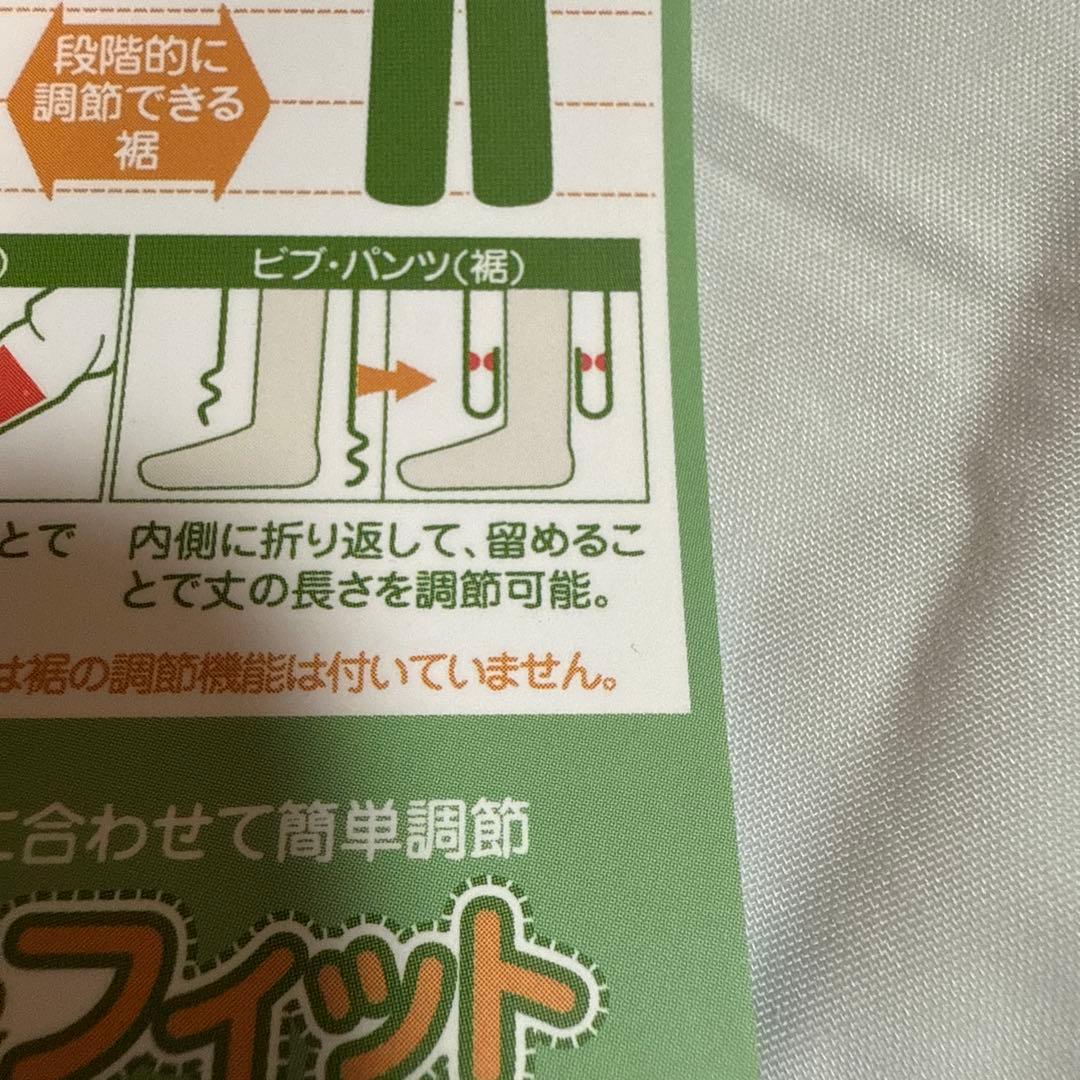 段階的に
調節できる
裾
)
ビブ・パンツ(裾)
とで
内側に折り返して、留めるこ
とで丈の長さを調節可能。
は裾の調節機能は付いていません。
に合わせて簡単調節
フィット